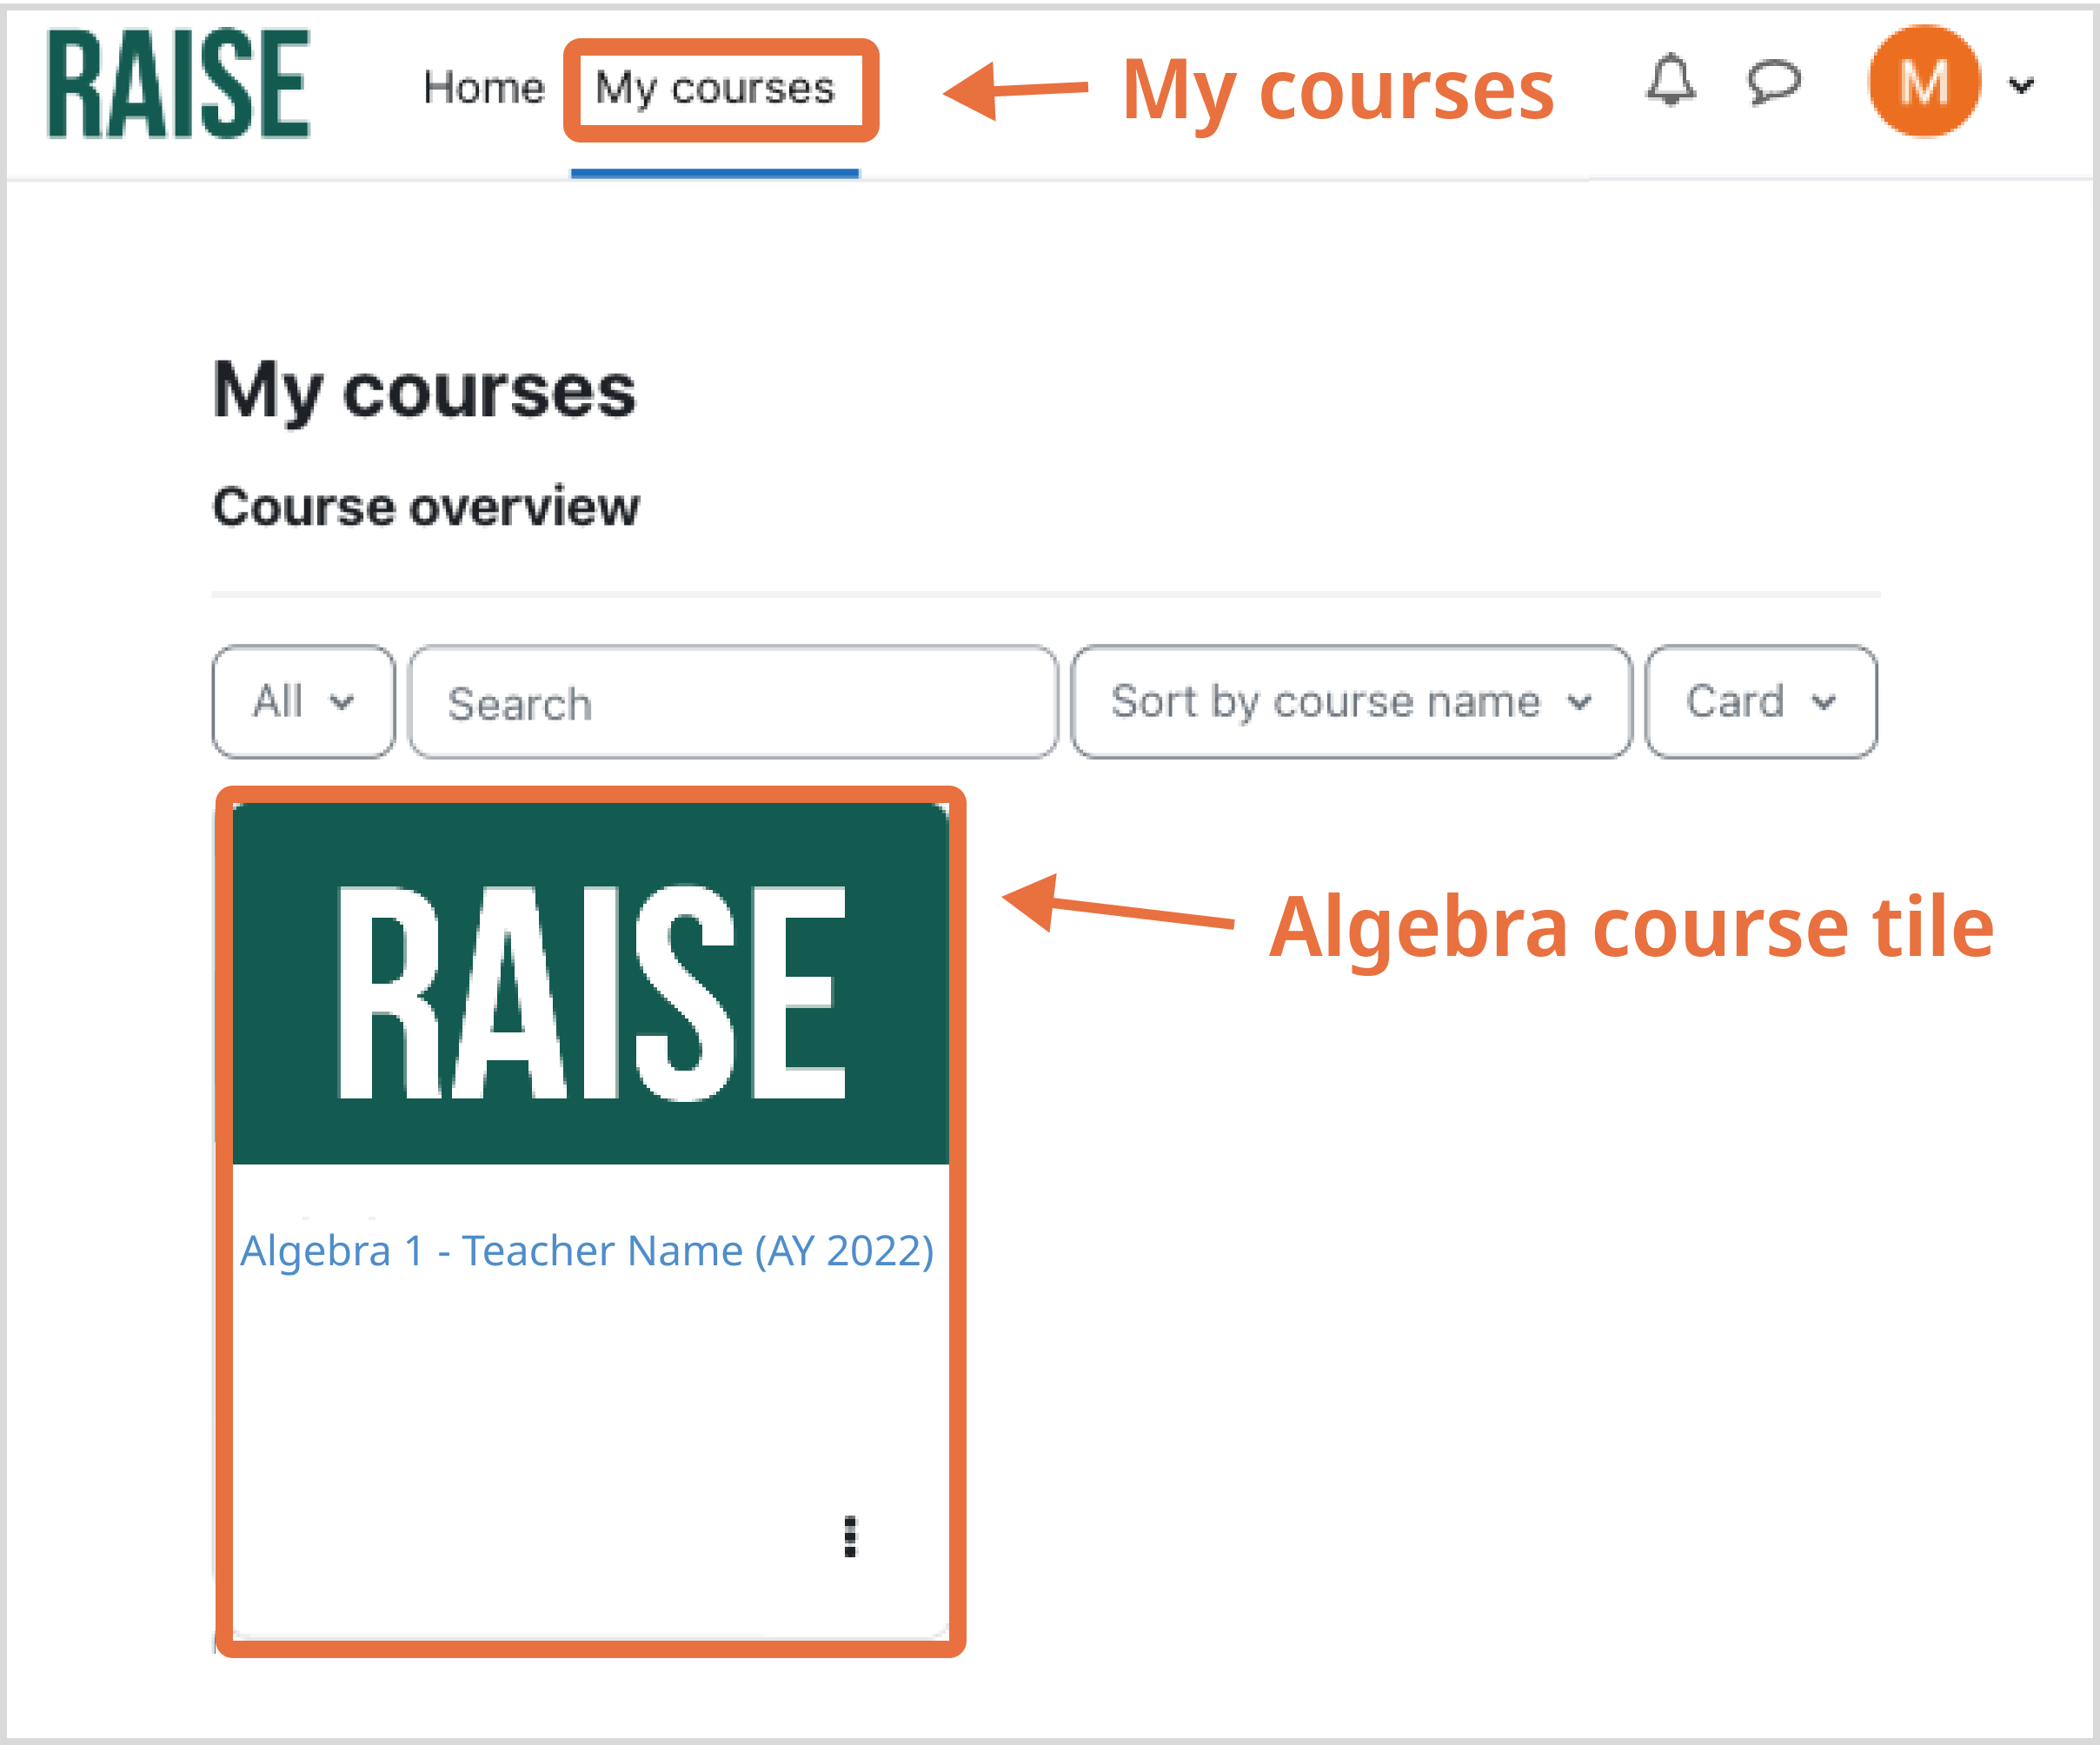 RAISE Home My courses My courses M
My courses
Course overview
All Search Sort by course name Card
RAISE
Algebra course tile
Algebra 1 - Teacher Name (AY 2022)